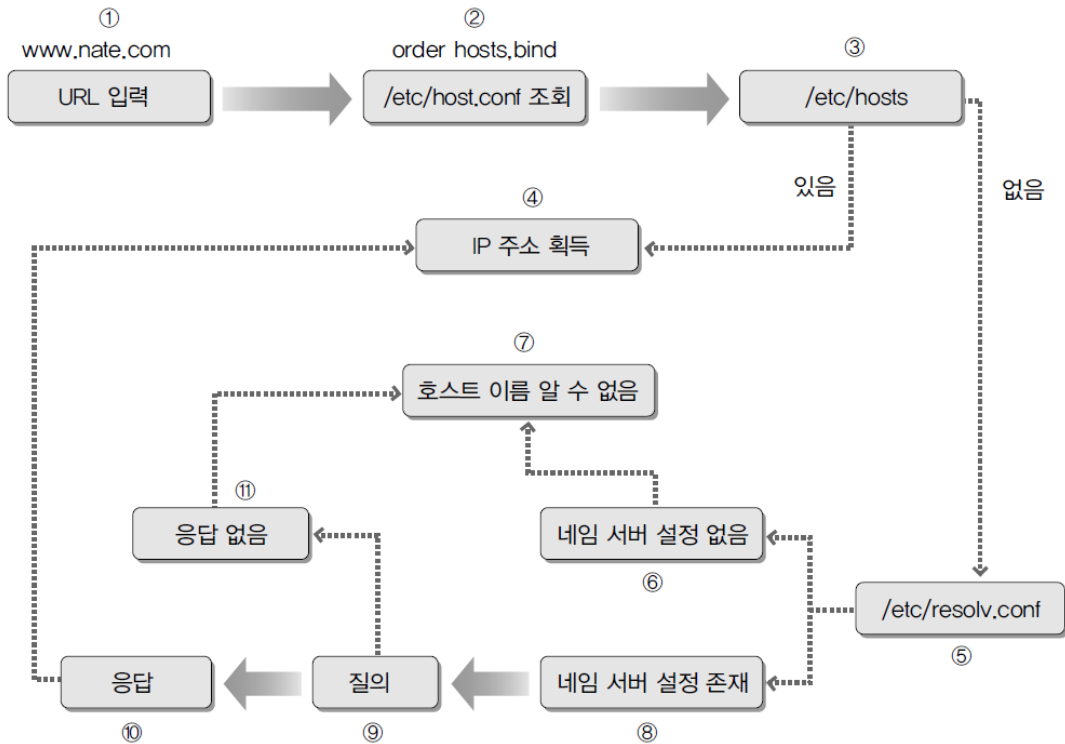 ①
www.nate.com
URL 입력
②
order hosts,bind
/etc/host.conf 조회
③
/etc/hosts
있음
없음
④
IP 주소 획득
⑦
호스트 이름 알 수 없음
⑪
응답 없음
네임 서버 설정 없음
⑥
/etc/resolv.conf
⑤
응답
⑩
질의
⑨
네임 서버 설정 존재
⑧